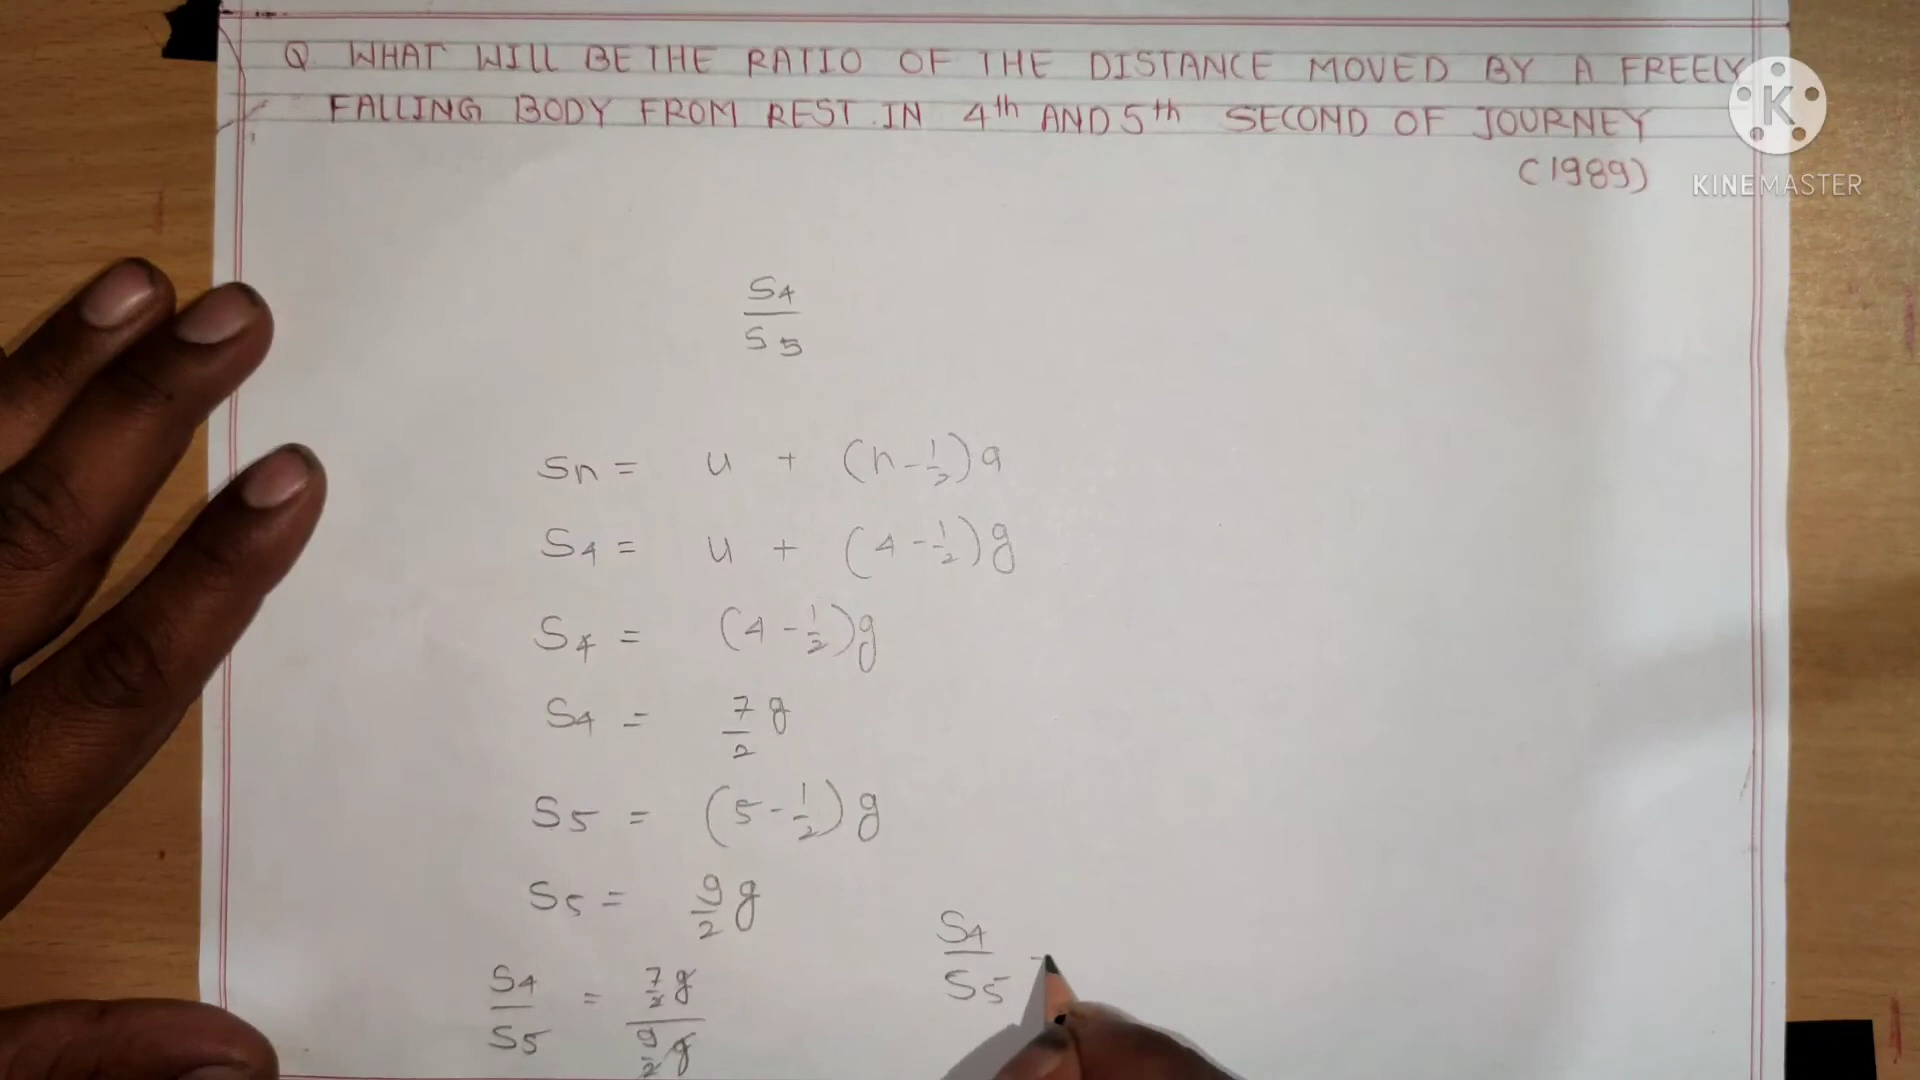 Q WHAT WILL BE THE RATIO OF THE DISTANCE MOVED BY A FREELY
FALLING BODY FROM REST IN 4th AND 5th SECOND OF JOURNEY
(1989)
K
KINEMASTER
S4/S5
Sn = u + (n-1/2)a
S4 = u + (4-1/2)g
S4 = (4-1/2)g
S4 = 7/2 g
S5 = (5-1/2)g
S5 = 9/2 g
S4/S5 = 7/2 g / 9/2 g
S4/S5 -